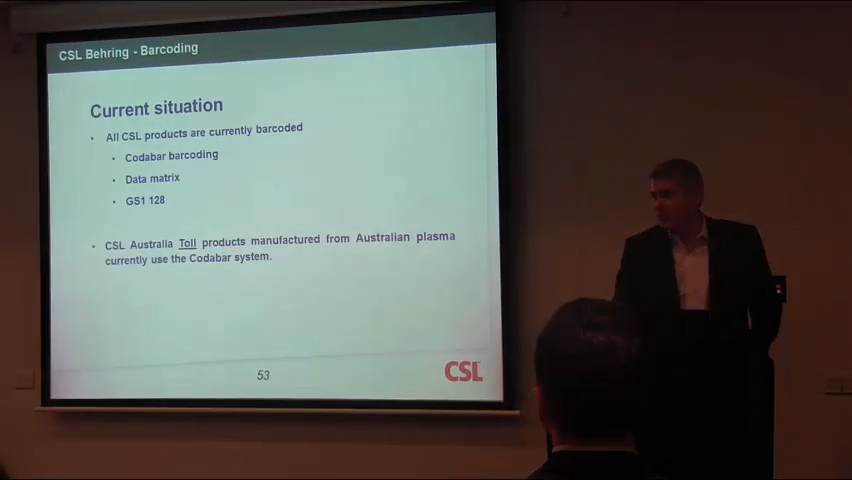 CSL Behring - Barcoding
Current situation
• All CSL products are currently barcoded
• Codabar barcoding
• Data matrix
• GS1 128
• CSL Australia Toll products manufactured from Australian plasma
currently use the Codabar system.
53
CSL